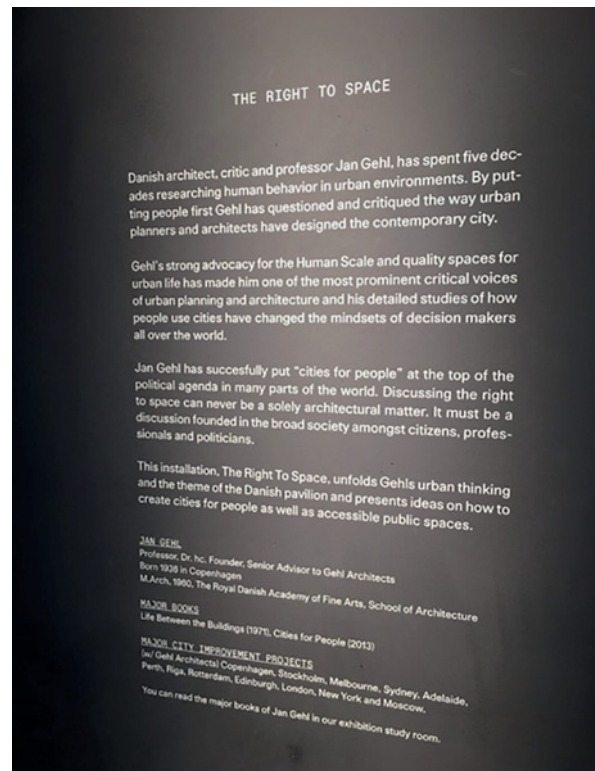 THE RIGHT TO SPACE
Danish architect, critic and professor Jan Gehl, has spent five dec-
ades researching human behavior in urban environments. By put-
ting people first Gehl has questioned and critiqued the way urban
planners and architects have designed the contemporary city.
Gehl's strong advocacy for the Human Scale and quality spaces for
urban life has made him one of the most prominent critical voices
of urban planning and architecture and his detailed studies of how
people use cities have changed the mindsets of decision makers
all over the world.
Jan Gehl has succesfully put "cities for people" at the top of the
political agenda in many parts of the world. Discussing the right
to space can never be a solely architectural matter. It must be a
discussion founded in the broad society amongst citizens, profes-
sionals and politicians.
This installation, The Right To Space, unfolds Gehls urban thinking
and the theme of the Danish pavilion and presents ideas on how to
create cities for people as well as accessible public spaces.
JAN GEHL
Professor, Dr. hc. Founder, Senior Advisor to Gehl Architects
Born 1936 in Copenhagen
M.Arch, 1960, The Royal Danish Academy of Fine Arts, School of Architecture
MAJOR BOOKS
Life Between the Buildings (1971), Cities for People (2013)
MAJOR CITY IMPROVEMENT PROJECTS
(w/ Gehl Architects) Copenhagen, Stockholm, Melbourne, Sydney, Adelaide,
Perth, Riga, Rotterdam, Edinburgh, London, New York and Moscow.
You can read the major books of Jan Gehl in our exhibition study room.